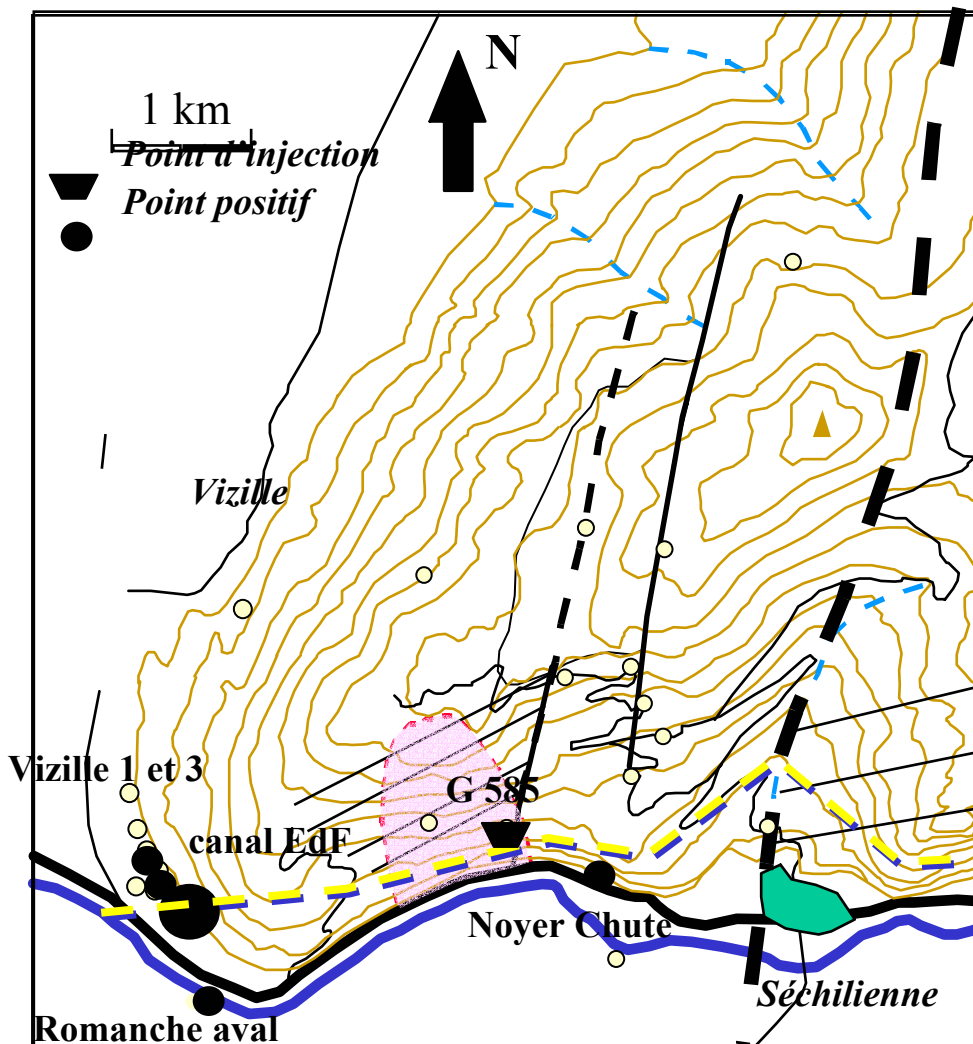 N
1 km
Point d'injection
Point positif
Vizille
Vizille 1 et 3
G 585
canal EdF
Noyer Chute
Séchilienne
Romanche aval